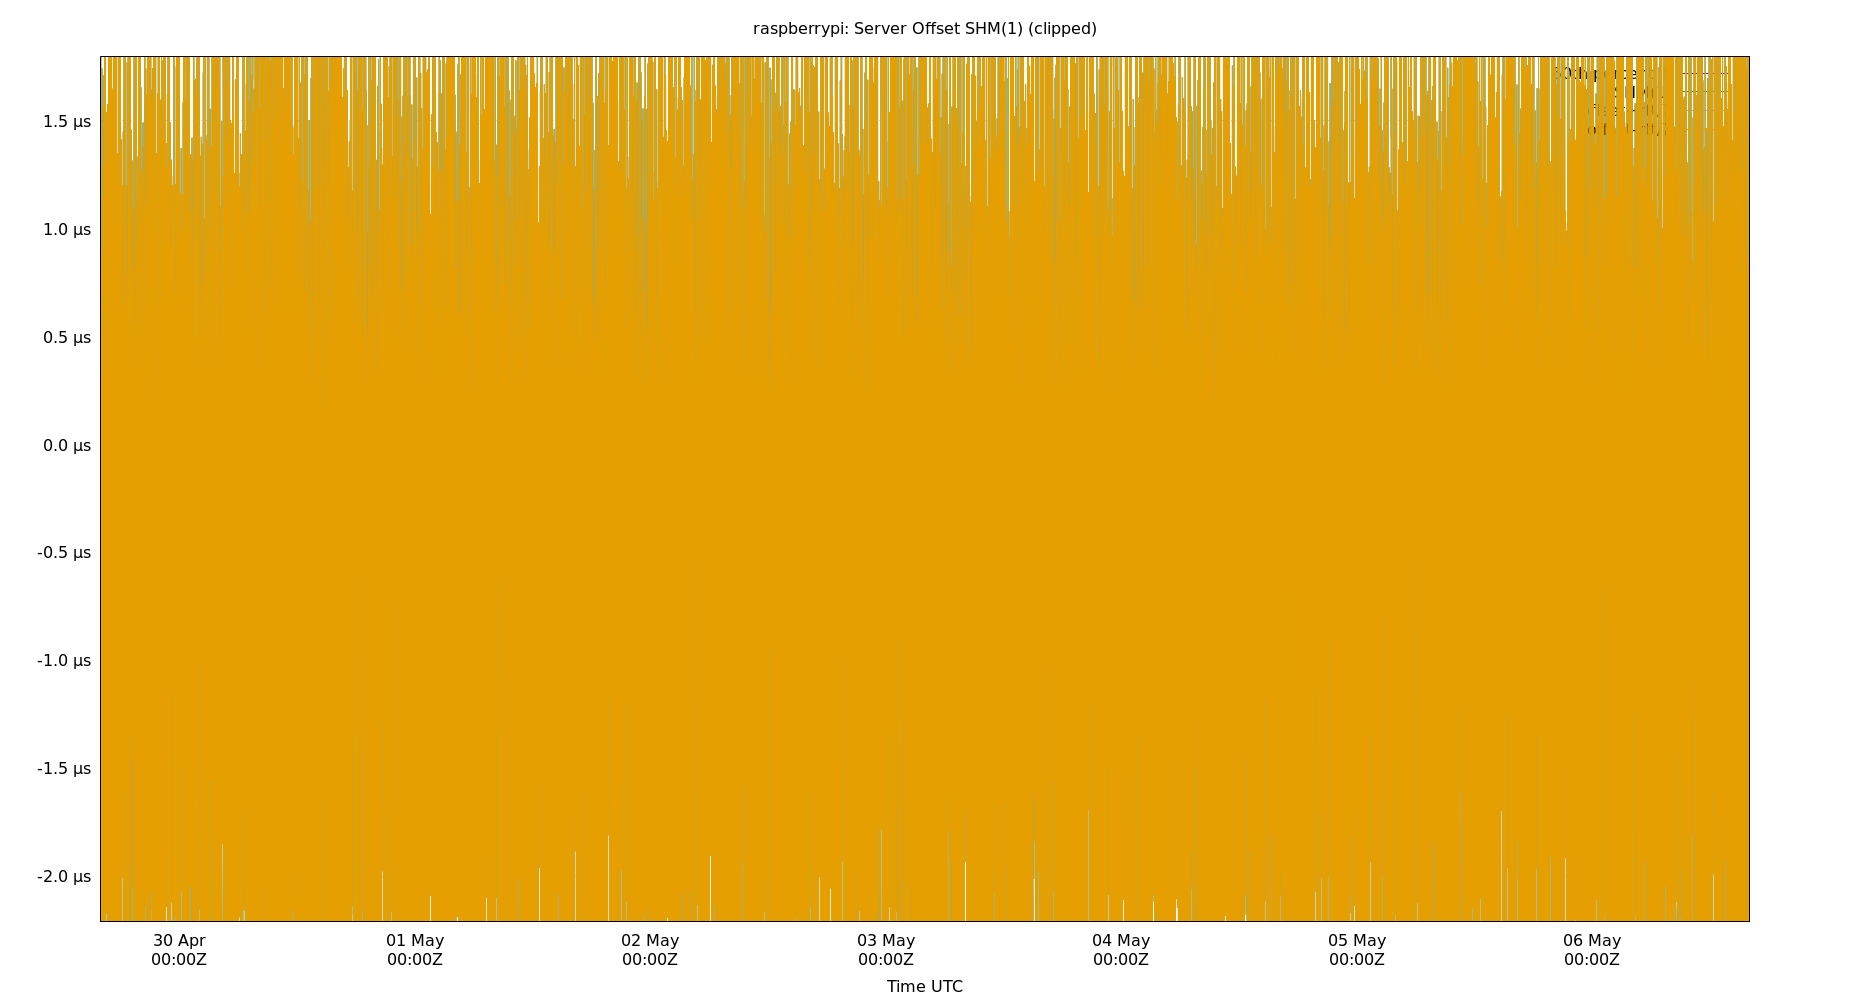 raspberrypi: Server Offset SHM(1) (clipped)
1.5 µs
1.0 µs
0.5 µs
0.0 µs
-0.5 µs
-1.0 µs
-1.5 µs
-2.0 µs
30 Apr
00:00Z
01 May
00:00Z
02 May
00:00Z
03 May
00:00Z
04 May
00:00Z
05 May
00:00Z
06 May
00:00Z
Time UTC